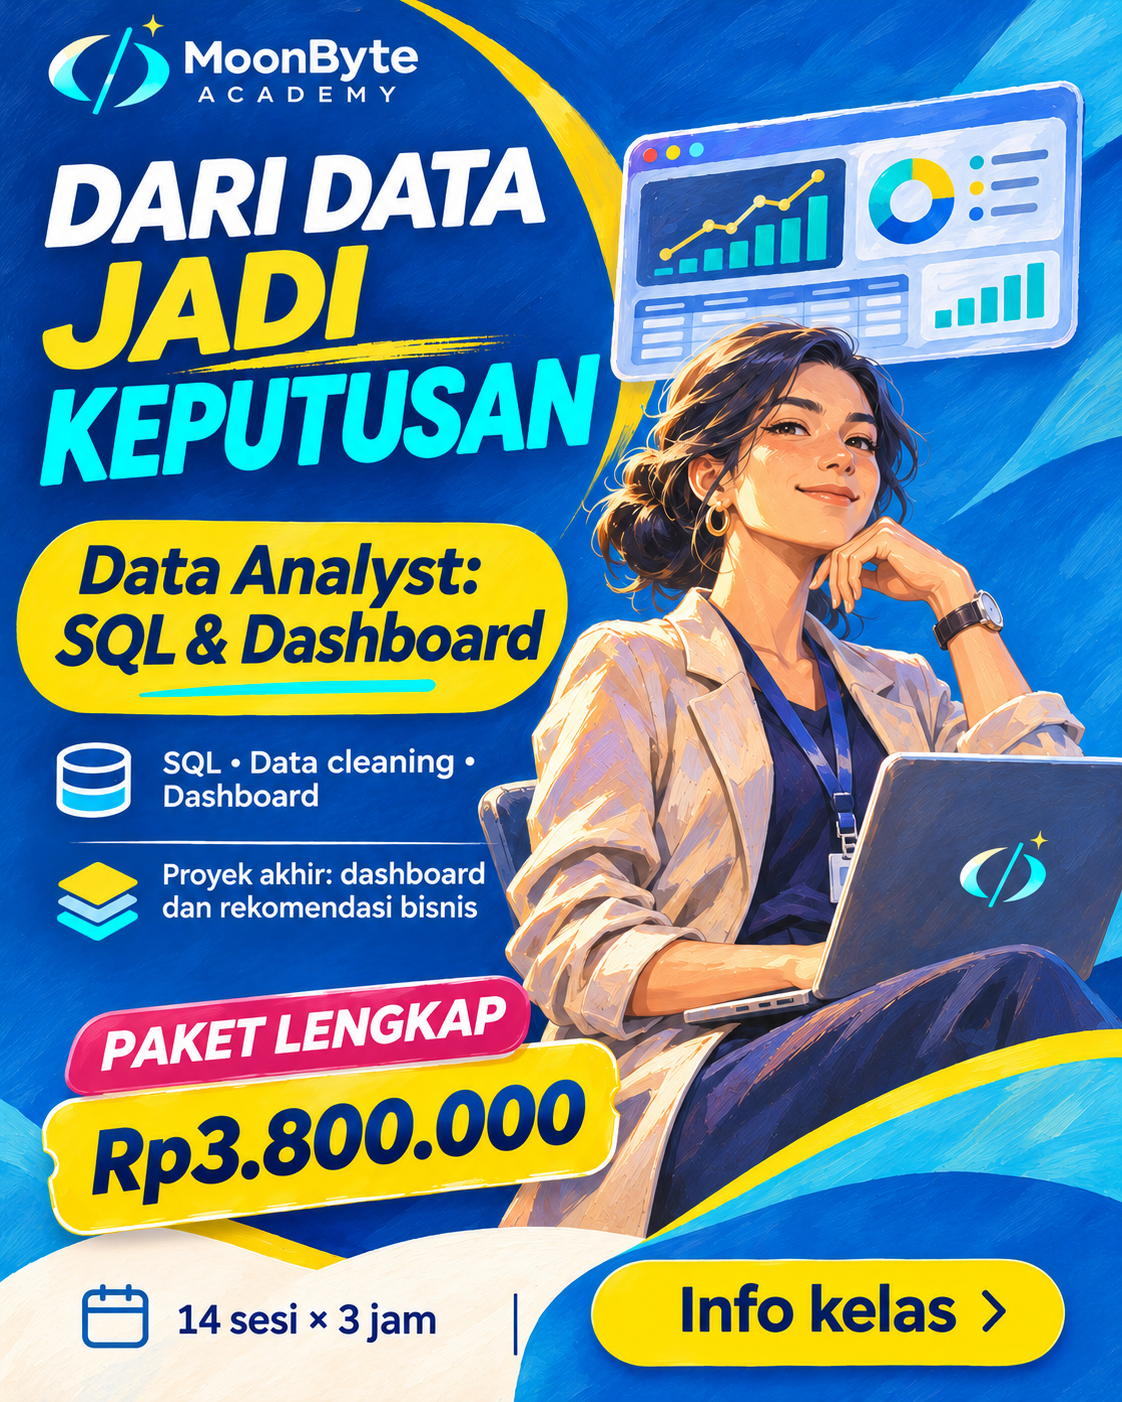 MoonByte
ACADEMY
DARI DATA
JADI
KEPUTUSAN
Data Analyst:
SQL & Dashboard
SQL • Data cleaning •
Dashboard
Proyek akhir: dashboard
dan rekomendasi bisnis
PAKET LENGKAP
Rp3.800.000
14 sesi × 3 jam
Info kelas